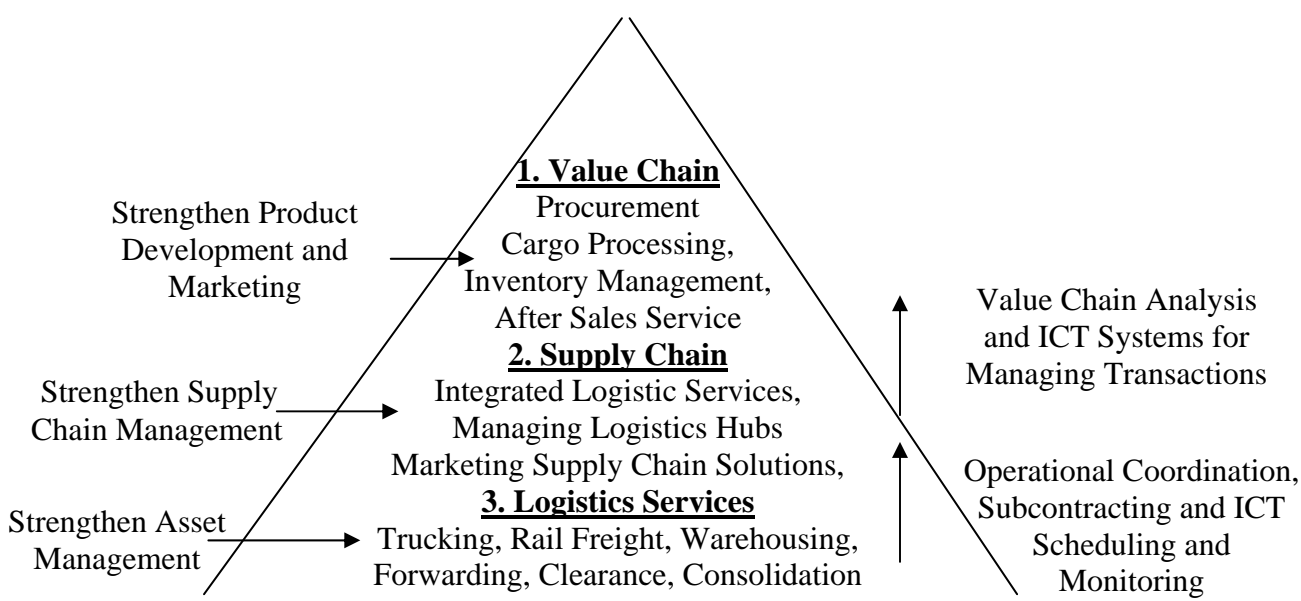 1. Value Chain
Procurement
Cargo Processing,
Inventory Management,
After Sales Service
2. Supply Chain
Integrated Logistic Services,
Managing Logistics Hubs
Marketing Supply Chain Solutions,
3. Logistics Services
Trucking, Rail Freight, Warehousing,
Forwarding, Clearance, Consolidation
Strengthen Product
Development and
Marketing
Strengthen Supply
Chain Management
Strengthen Asset
Management
Value Chain Analysis
and ICT Systems for
Managing Transactions
Operational Coordination,
Subcontracting and ICT
Scheduling and
Monitoring